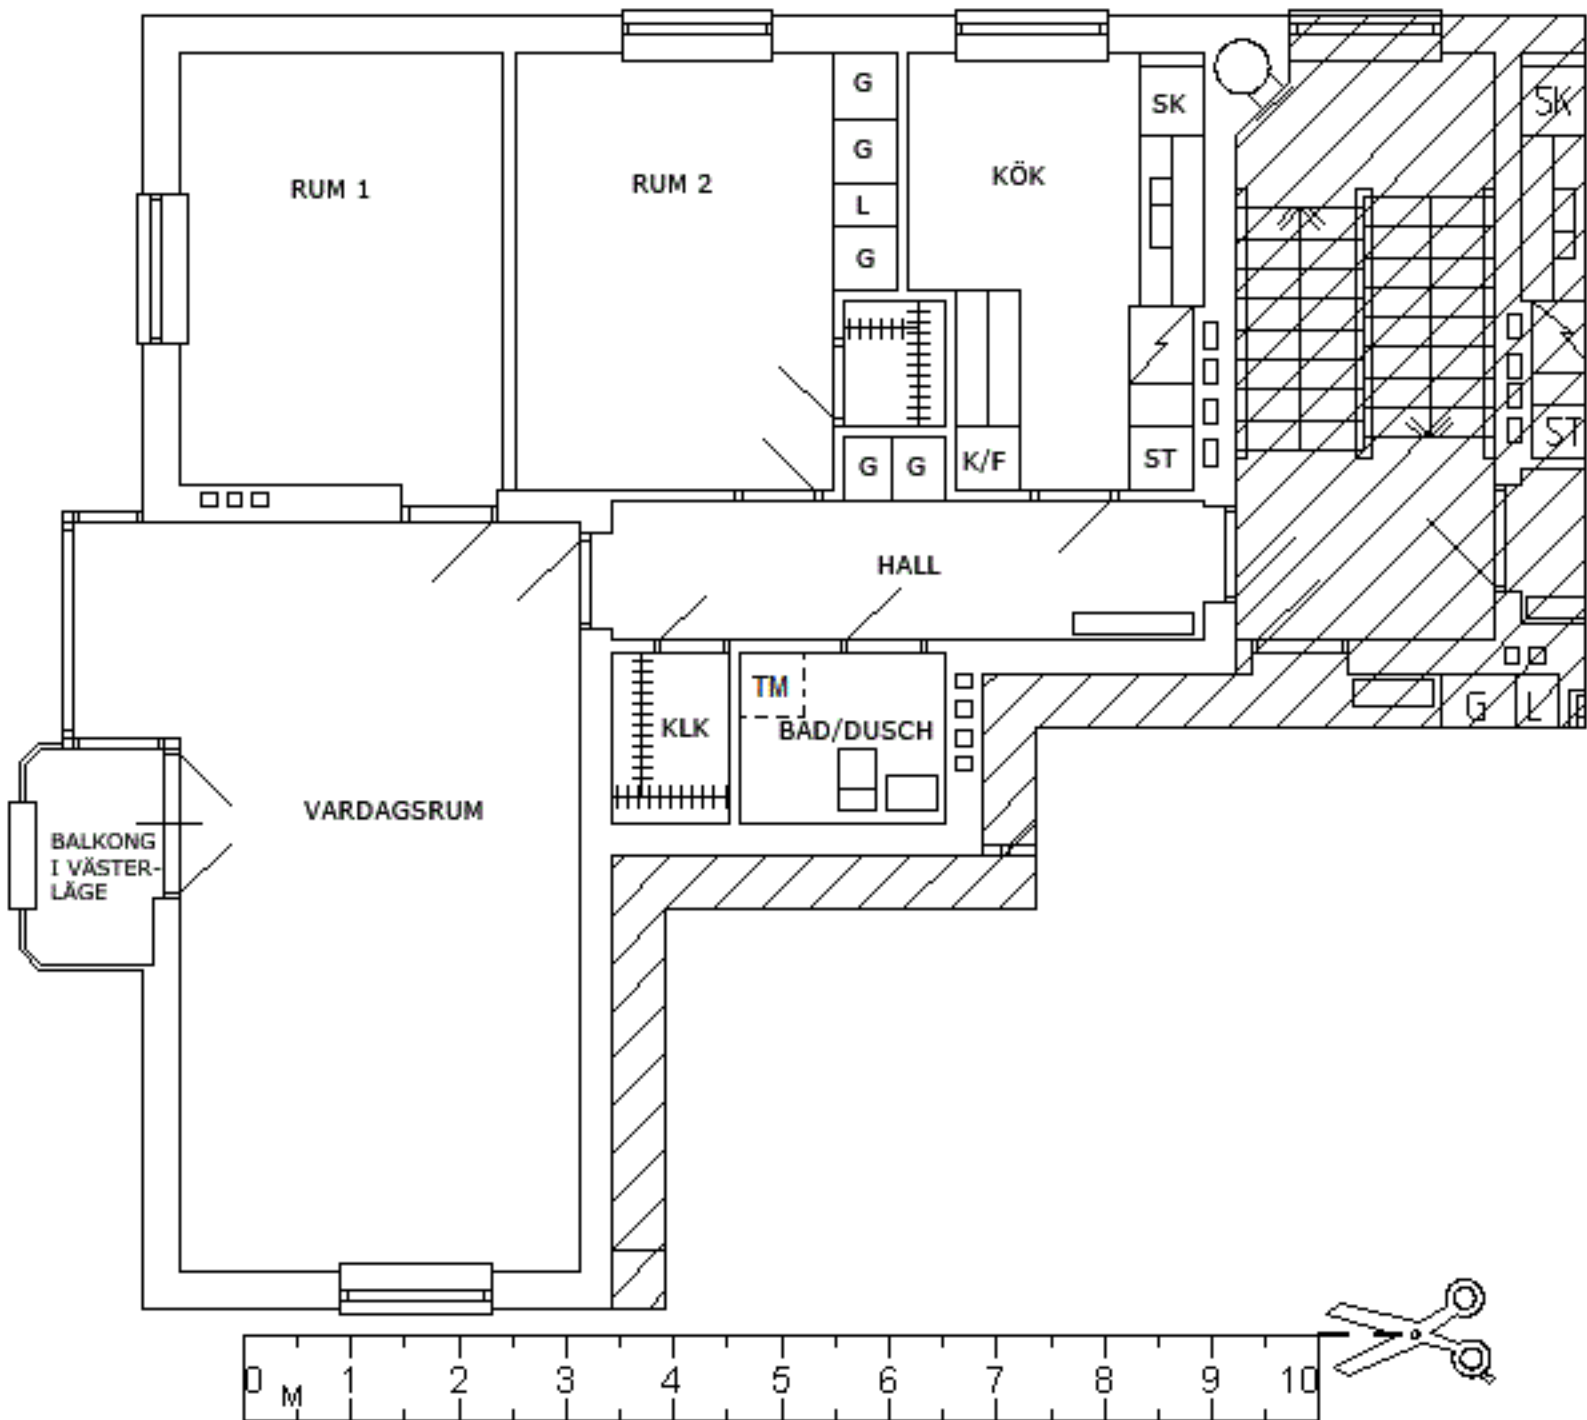 G
SK
SK
G
RUM 1
RUM 2
KÖK
L
G
ST
G
G
K/F
ST
HALL
TM
KLK
BAD/DUSCH
G
L
VARDAGSRUM
BALKONG
I VÄSTER-
LÄGE
0 M 1 2 3 4 5 6 7 8 9 10